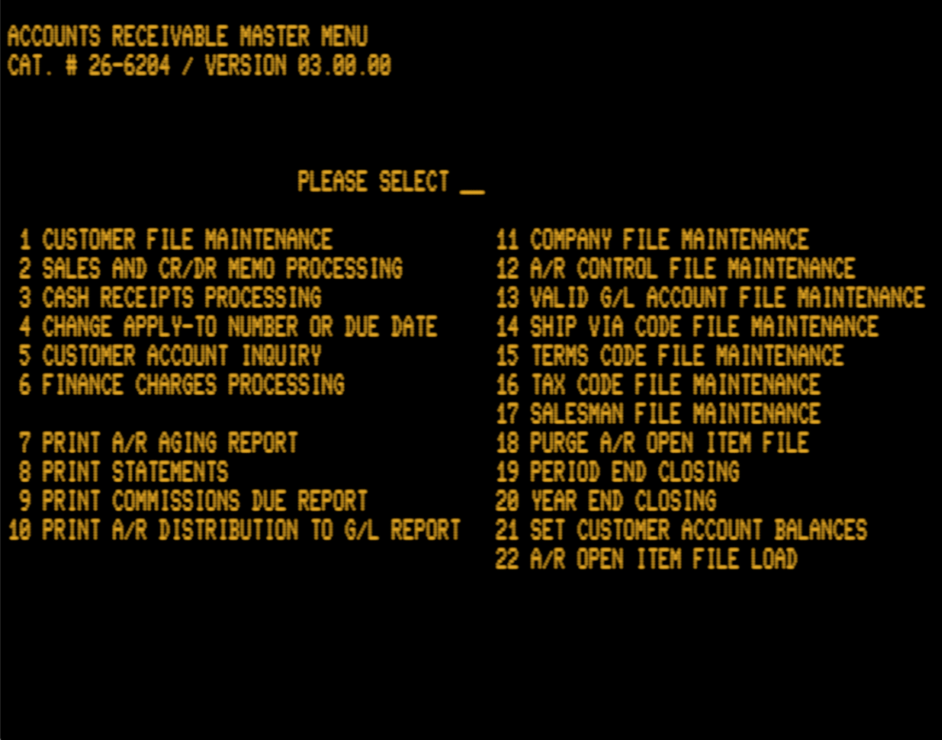 ACCOUNTS RECEIVABLE MASTER MENU
CAT. # 26-6204 / VERSION 03.00.00
PLEASE SELECT __
1 CUSTOMER FILE MAINTENANCE
2 SALES AND CR/DR MEMO PROCESSING
3 CASH RECEIPTS PROCESSING
4 CHANGE APPLY-TO NUMBER OR DUE DATE
5 CUSTOMER ACCOUNT INQUIRY
6 FINANCE CHARGES PROCESSING
7 PRINT A/R AGING REPORT
8 PRINT STATEMENTS
9 PRINT COMMISSIONS DUE REPORT
10 PRINT A/R DISTRIBUTION TO G/L REPORT
11 COMPANY FILE MAINTENANCE
12 A/R CONTROL FILE MAINTENANCE
13 VALID G/L ACCOUNT FILE MAINTENANCE
14 SHIP VIA CODE FILE MAINTENANCE
15 TERMS CODE FILE MAINTENANCE
16 TAX CODE FILE MAINTENANCE
17 SALESMAN FILE MAINTENANCE
18 PURGE A/R OPEN ITEM FILE
19 PERIOD END CLOSING
20 YEAR END CLOSING
21 SET CUSTOMER ACCOUNT BALANCES
22 A/R OPEN ITEM FILE LOAD